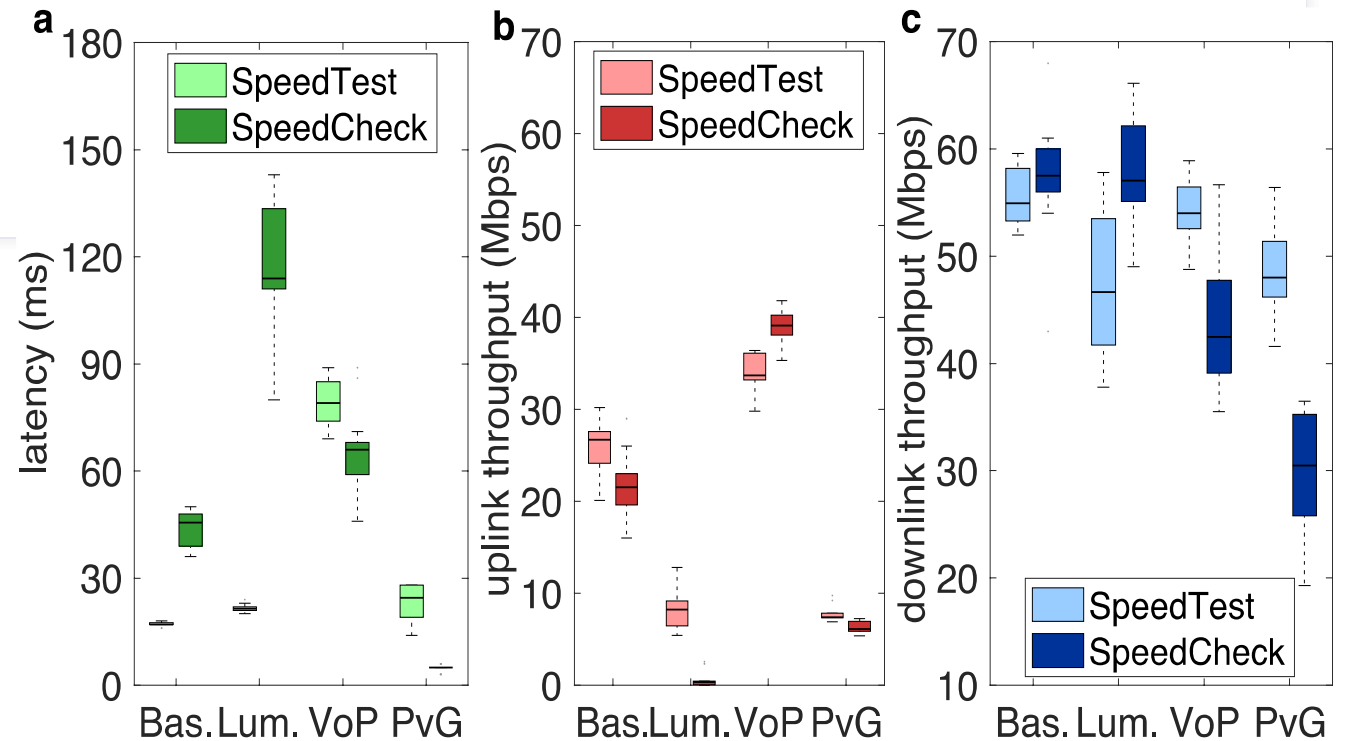 a
180
150
120
90
60
30
0
latency (ms)
SpeedTest
SpeedCheck
Bas. Lum. VoP PvG
b
70
60
50
40
30
20
10
0
uplink throughput (Mbps)
SpeedTest
SpeedCheck
Bas. Lum. VoP PvG
c
70
60
50
40
30
20
10
downlink throughput (Mbps)
SpeedTest
SpeedCheck
Bas. Lum. VoP PvG